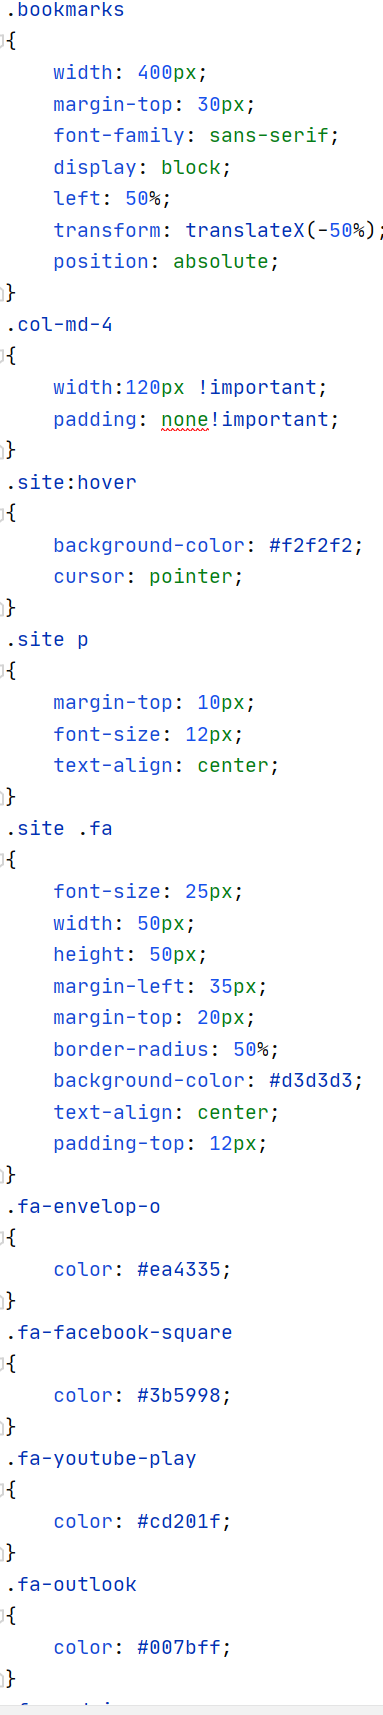 .bookmarks
{
    width: 400px;
    margin-top: 30px;
    font-family: sans-serif;
    display: block;
    left: 50%;
    transform: translateX(-50%);
    position: absolute;
}
.col-md-4
{
    width:120px !important;
    padding: none!important;
}
.site:hover
{
    background-color: #f2f2f2;
    cursor: pointer;
}
.site p
{
    margin-top: 10px;
    font-size: 12px;
    text-align: center;
}
.site .fa
{
    font-size: 25px;
    width: 50px;
    height: 50px;
    margin-left: 35px;
    margin-top: 20px;
    border-radius: 50%;
    background-color: #d3d3d3;
    text-align: center;
    padding-top: 12px;
}
.fa-envelop-o
{
    color: #ea4335;
}
.fa-facebook-square
{
    color: #3b5998;
}
.fa-youtube-play
{
    color: #cd201f;
}
.fa-outlook
{
    color: #007bff;
}